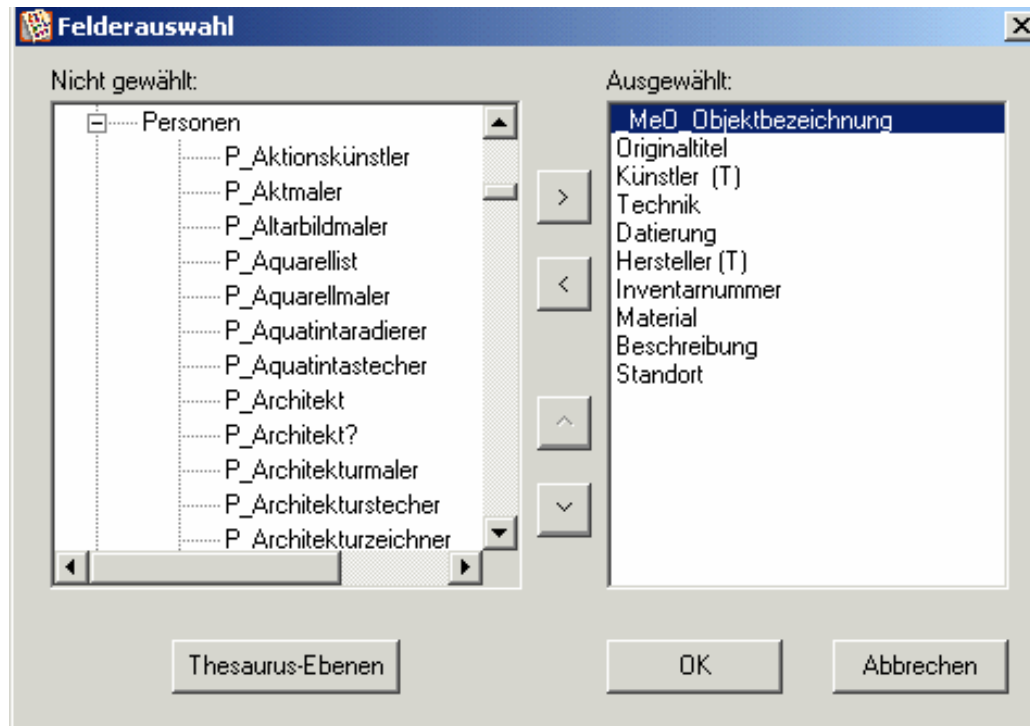 Felderauswahl
Nicht gewählt:
Personen
P_Aktionskünstler
P_Aktmaler
P_Altarbildmaler
P_Aquarellist
P_Aquarellmaler
P_Aquatintaradierer
P_Aquatintastecher
P_Architekt
P_Architekt?
P_Architekturmaler
P_Architekturstecher
P_Architekturzeichner
Thesaurus-Ebenen
Ausgewählt:
_MeO_Objektbezeichnung
Originaltitel
Künstler (T)
Technik
Datierung
Hersteller (T)
Inventarnummer
Material
Beschreibung
Standort
OK
Abbrechen